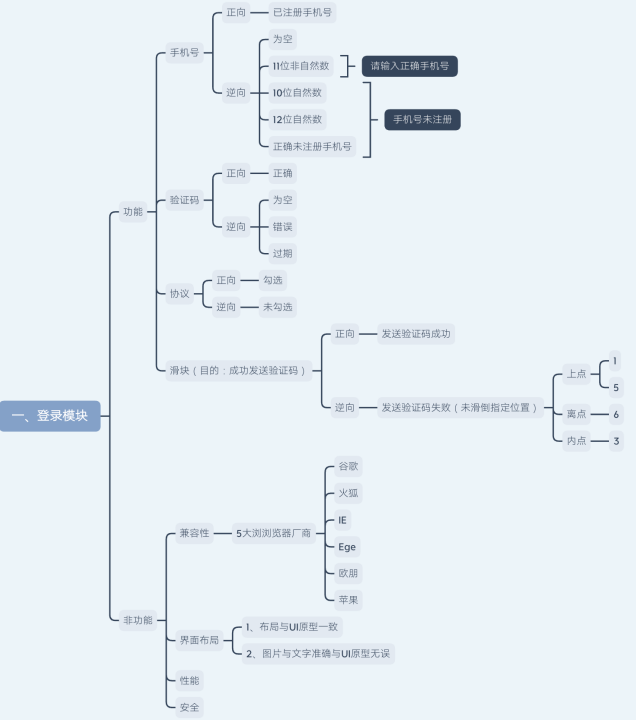 正向
已注册手机号
手机号
为空
11位非自然数
请输入正确手机号
逆向
10位自然数
12位自然数
手机号未注册
正确未注册手机号
正向
正确
验证码
为空
功能
逆向
错误
过期
正向
勾选
协议
逆向
未勾选
正向
发送验证码成功
滑块（目的：成功发送验证码）
上点
1
5
逆向
发送验证码失败（未滑倒指定位置）
离点
6
内点
3
一、登录模块
谷歌
火狐
IE
兼容性
5大浏浏览器厂商
Ege
欧朋
苹果
非功能
1、布局与UI原型一致
界面布局
2、图片与文字准确与UI原型无误
性能
安全